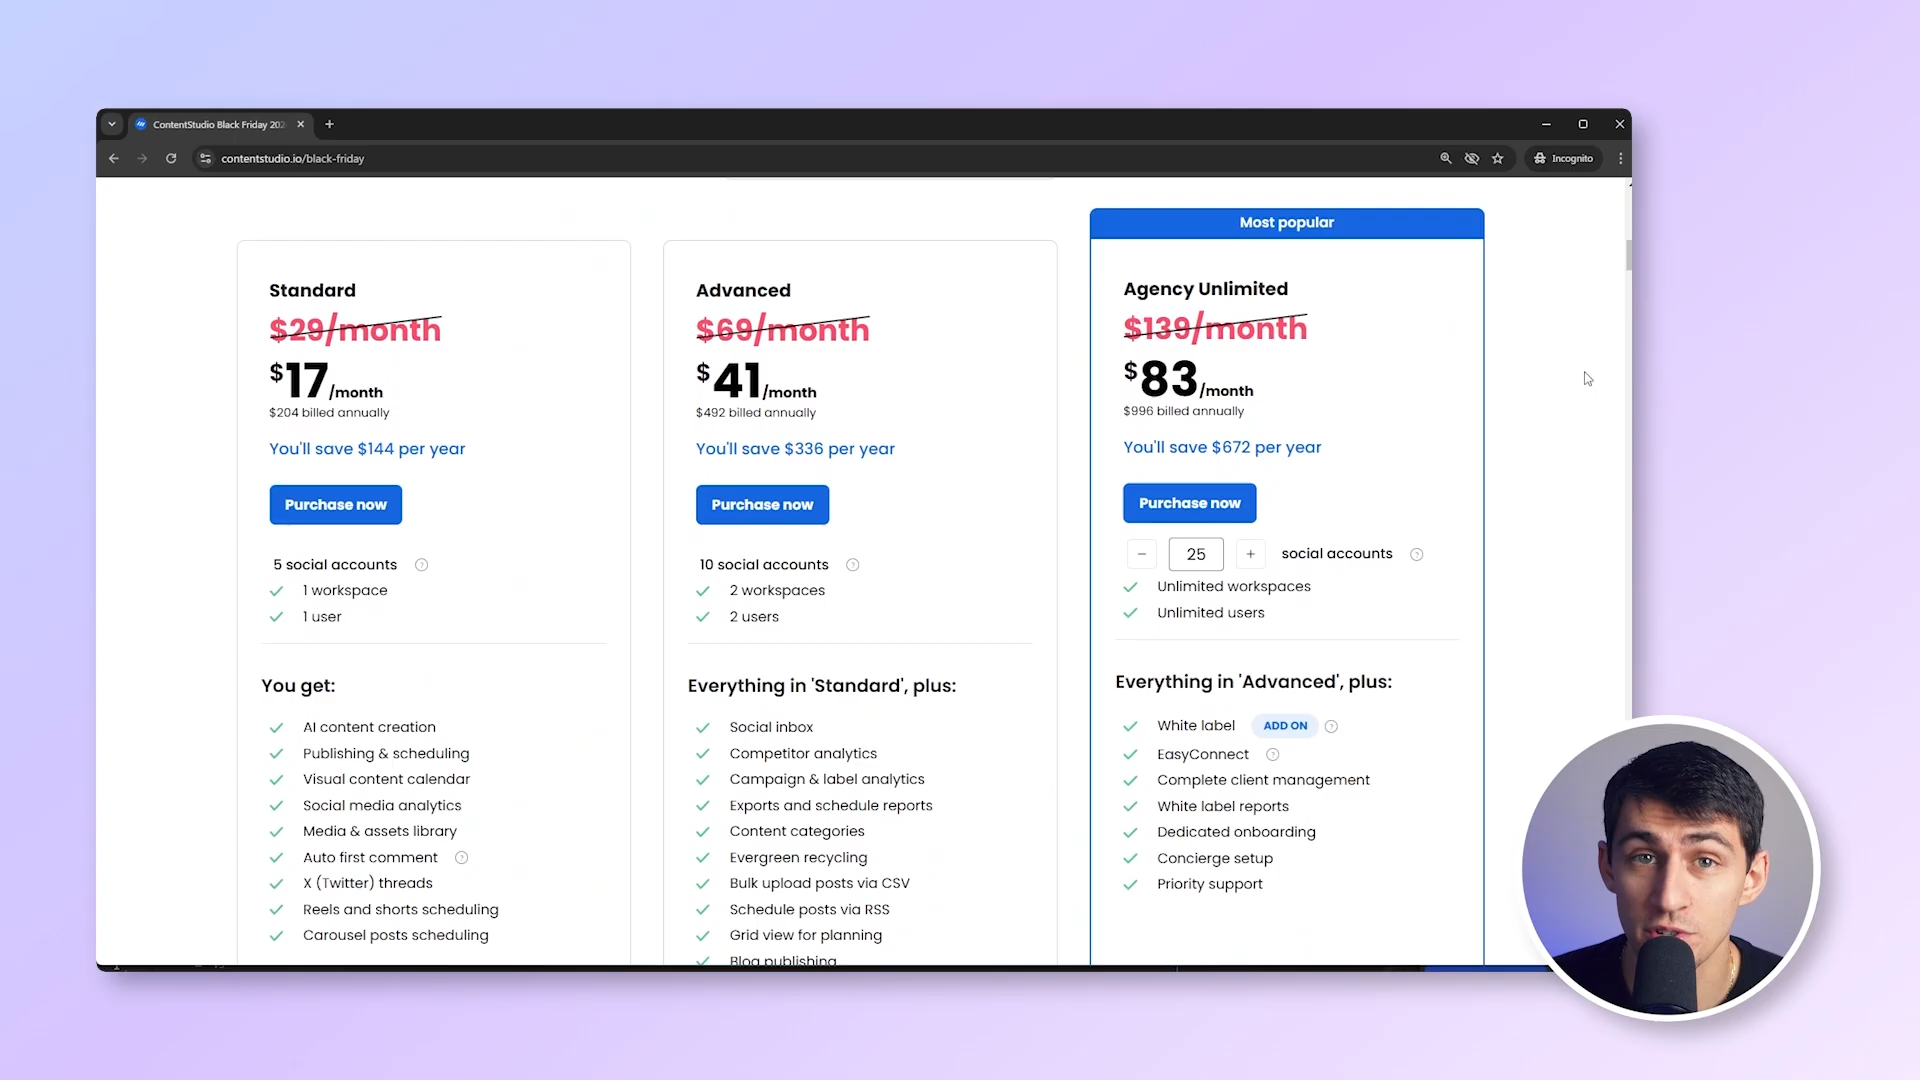 ContentStudio Black Friday 202
contentstudio.io/black-friday
Incognito
Most popular
Standard
$29/month
$17/month
$204 billed annually
You'll save $144 per year
Purchase now
5 social accounts
1 workspace
1 user
You get:
AI content creation
Publishing & scheduling
Visual content calendar
Social media analytics
Media & assets library
Auto first comment
X (Twitter) threads
Reels and shorts scheduling
Carousel posts scheduling
Advanced
$69/month
$41/month
$492 billed annually
You'll save $336 per year
Purchase now
10 social accounts
2 workspaces
2 users
Everything in 'Standard', plus:
Social inbox
Competitor analytics
Campaign & label analytics
Exports and schedule reports
Content categories
Evergreen recycling
Bulk upload posts via CSV
Schedule posts via RSS
Grid view for planning
Blog publishing
Agency Unlimited
$139/month
$83/month
$996 billed annually
You'll save $672 per year
Purchase now
− 25 + social accounts
Unlimited workspaces
Unlimited users
Everything in 'Advanced', plus:
White label ADD ON
EasyConnect
Complete client management
White label reports
Dedicated onboarding
Concierge setup
Priority support